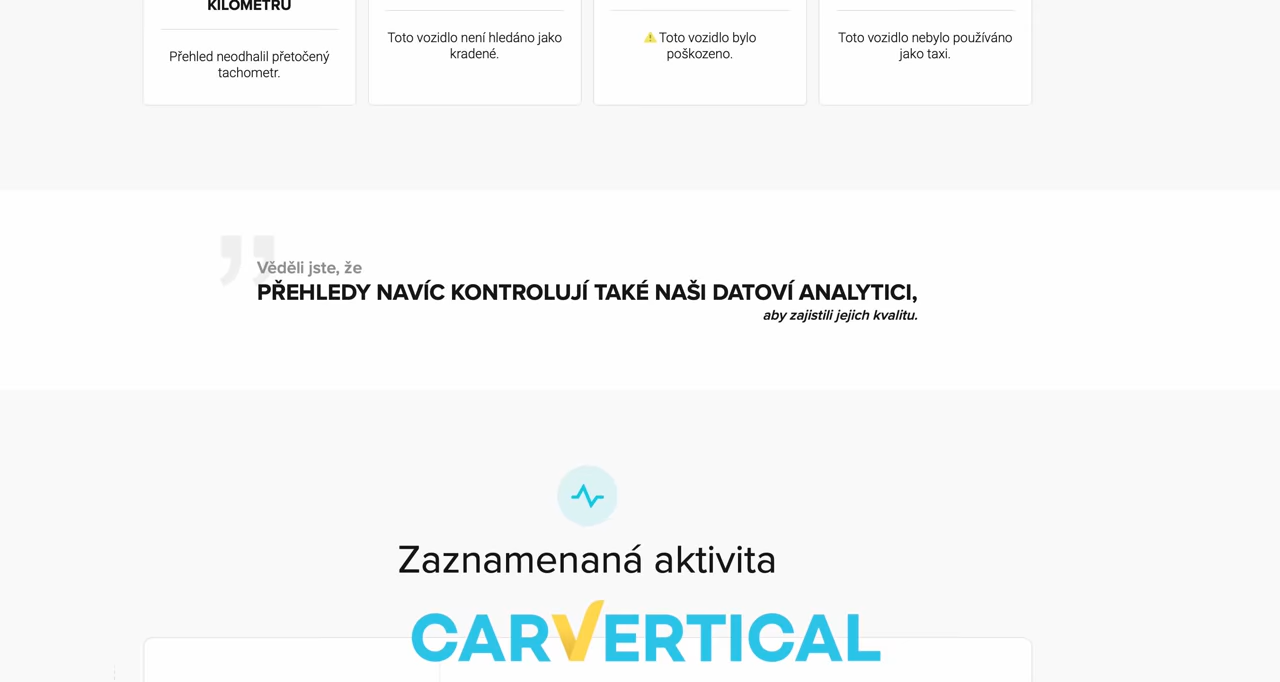 KILOMETRŮ
Přehled neodhalil přetočený
tachometr.
Toto vozidlo není hledáno jako
kradené.
Toto vozidlo bylo
poškozeno.
Toto vozidlo nebylo používáno
jako taxi.
Věděli jste, že
PŘEHLEDY NAVÍC KONTROLUJÍ TAKÉ NAŠI DATOVÍ ANALYTICI,
aby zajistili jejich kvalitu.
Zaznamenaná aktivita
CARVERTICAL